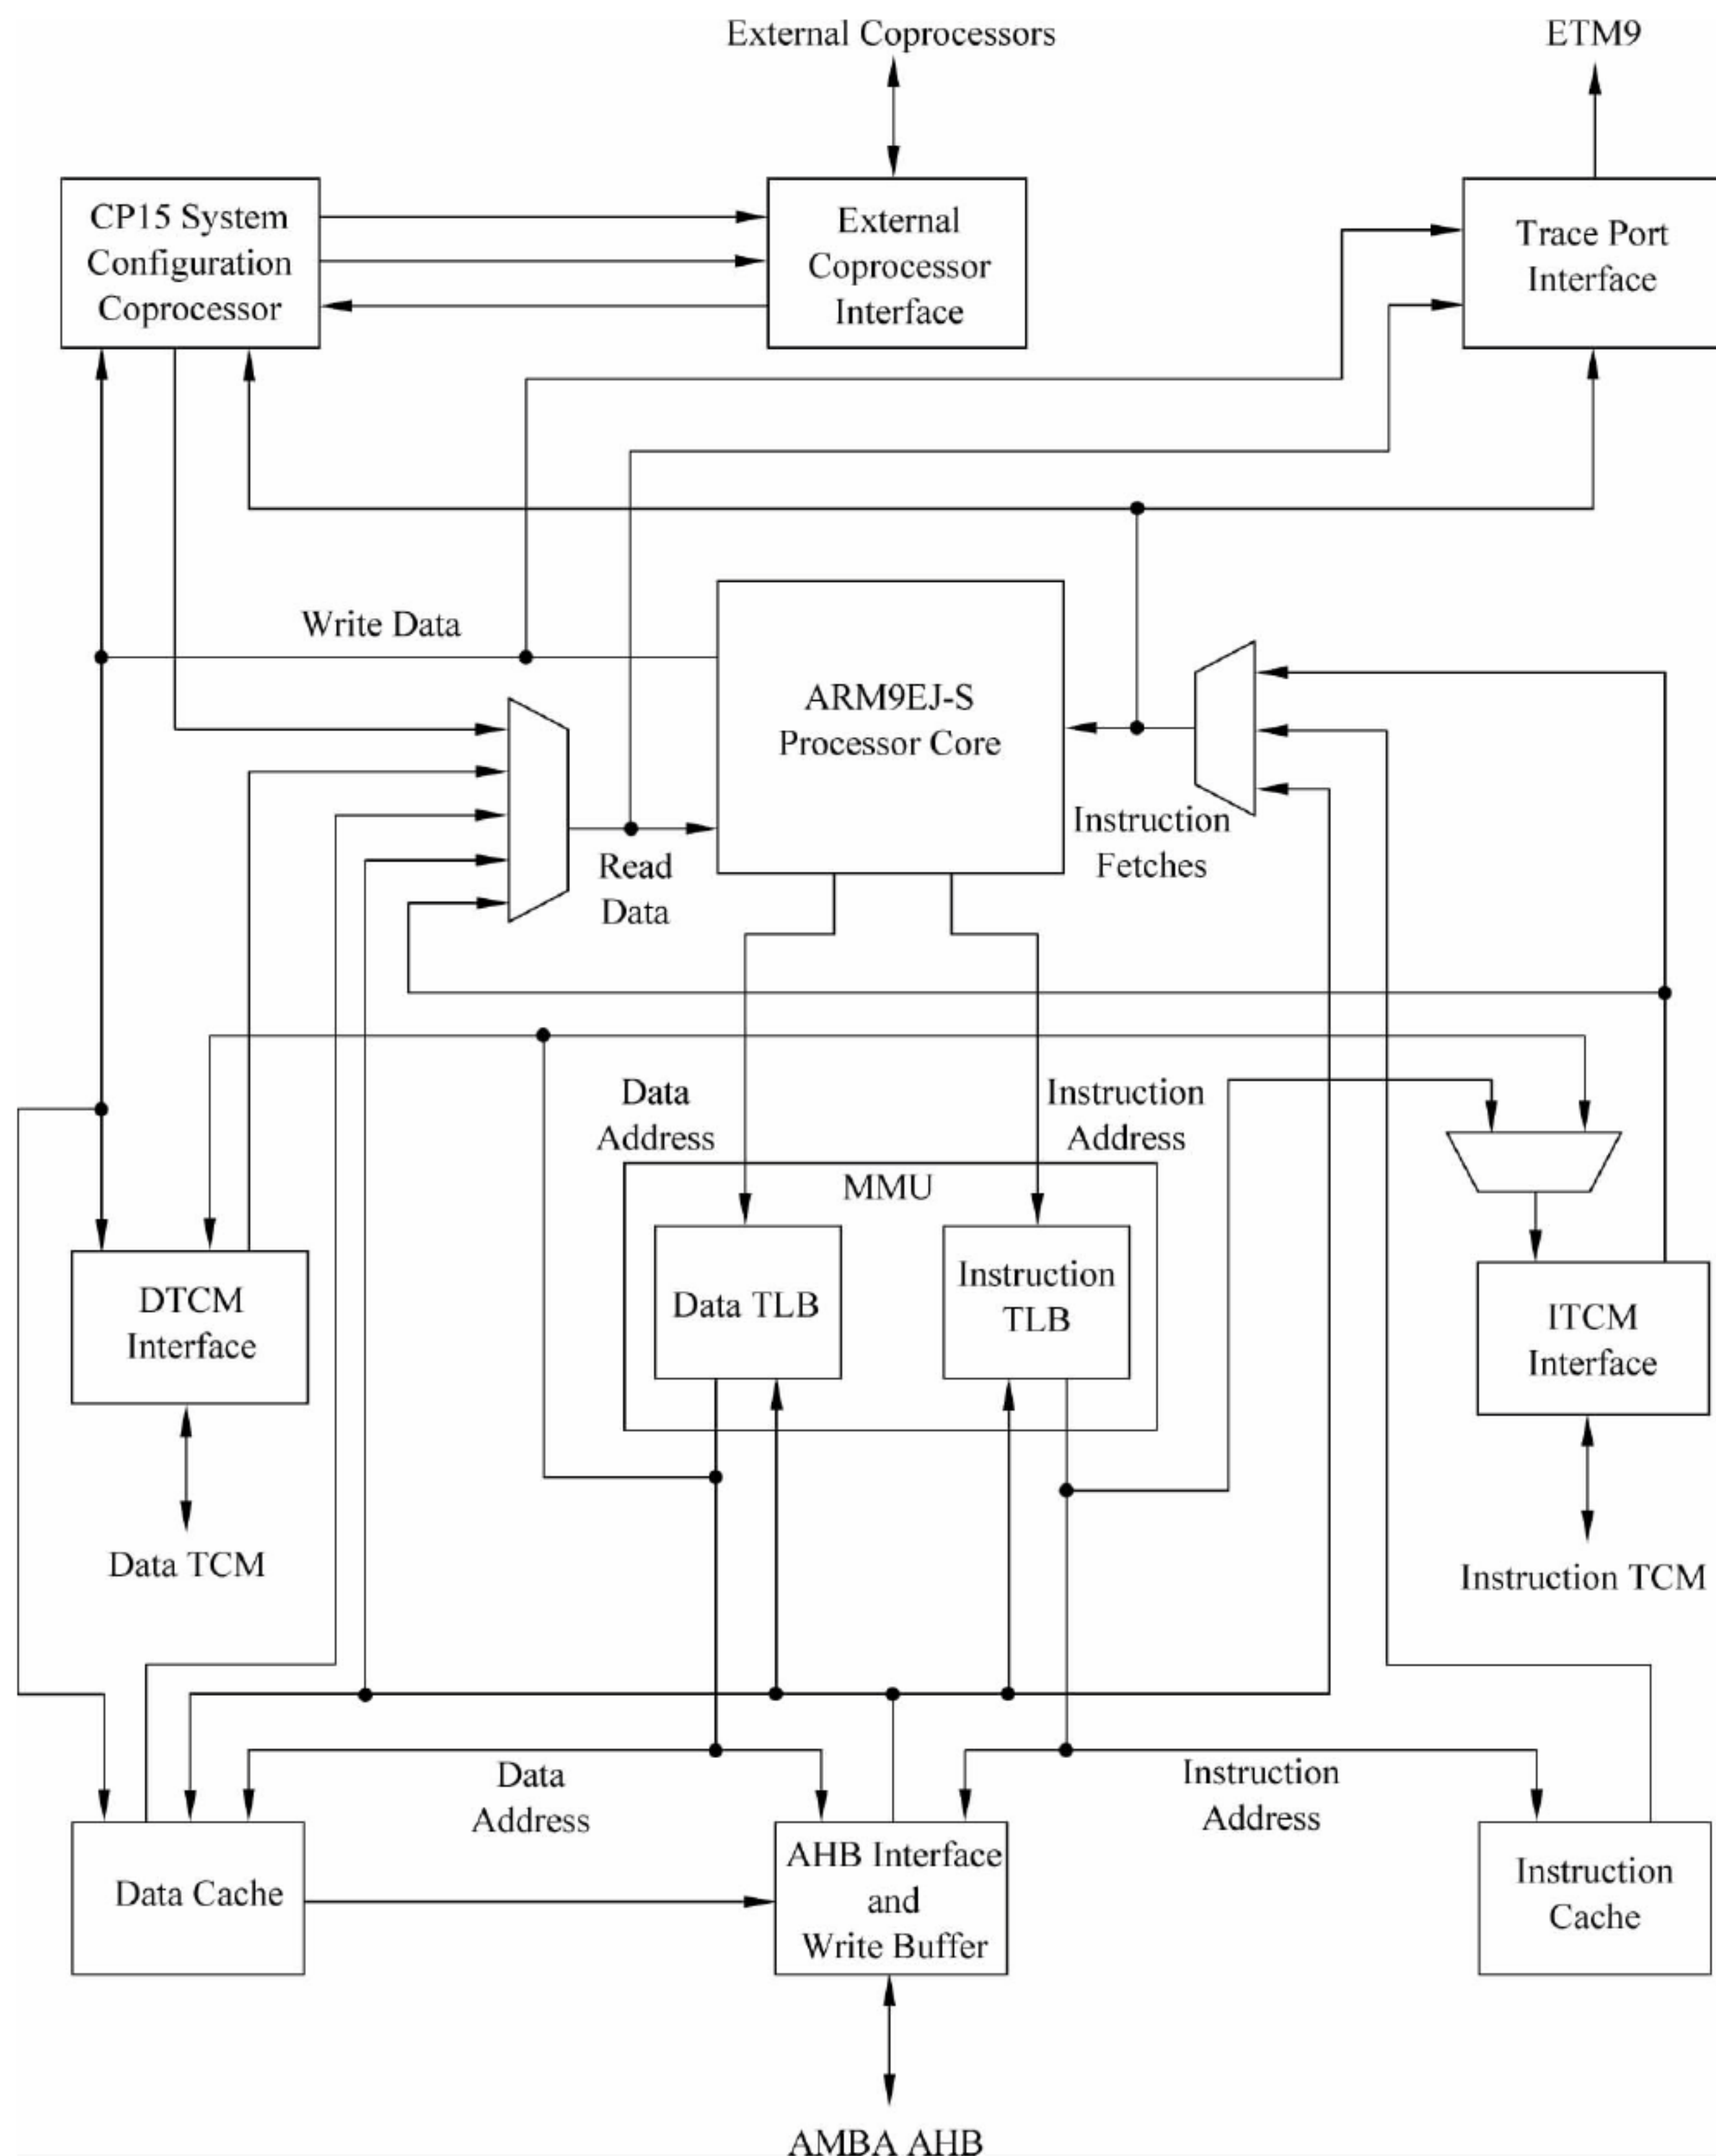 External Coprocessors
ETM9
CP15 System
Configuration
Coprocessor
External
Coprocessor
Interface
Trace Port
Interface
Write Data
ARM9EJ-S
Processor Core
Read
Data
Instruction
Fetches
Data
Address
Instruction
Address
MMU
Data TLB
Instruction
TLB
DTCM
Interface
ITCM
Interface
Data TCM
Instruction TCM
Data
Address
Instruction
Address
Data Cache
AHB Interface
and
Write Buffer
Instruction
Cache
AMBA AHB